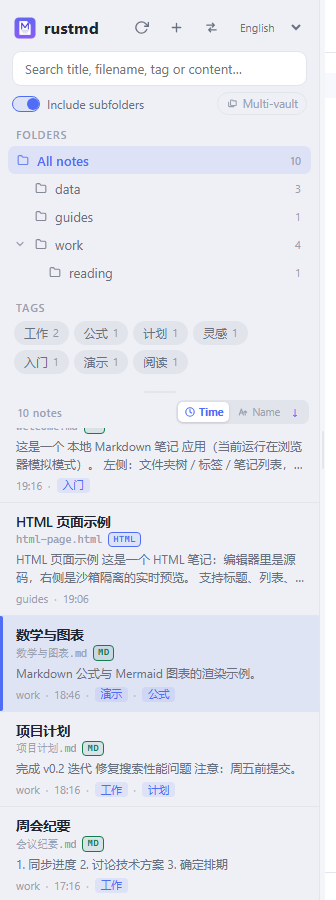 M rustmd English
Search title, filename, tag or content...
Include subfolders Multi-vault
FOLDERS
All notes 10
data 3
guides 1
work 4
reading 1
TAGS
工作 2 公式 1 计划 1 灵感 1
入门 1 演示 1 阅读 1
10 notes Time Name ↓
这是一个 本地 Markdown 笔记 应用（当前运行在浏览
器模拟模式）。 左侧：文件夹树 / 标签 / 笔记列表，...
19:16 · 入门
HTML 页面示例
html-page.html HTML
HTML 页面示例 这是一个 HTML 笔记：编辑器里是源
码，右侧是沙箱隔离的实时预览。 支持标题、列表、...
guides · 19:06
数学与图表
数学与图表.md MD
Markdown 公式与 Mermaid 图表的渲染示例。
work · 18:46 · 演示 · 公式
项目计划
项目计划.md MD
完成 v0.2 迭代 修复搜索性能问题 注意：周五前提交。
work · 18:16 · 工作 · 计划
周会纪要
会议纪要.md MD
1. 同步进度 2. 讨论技术方案 3. 确定排期
work · 17:16 · 工作